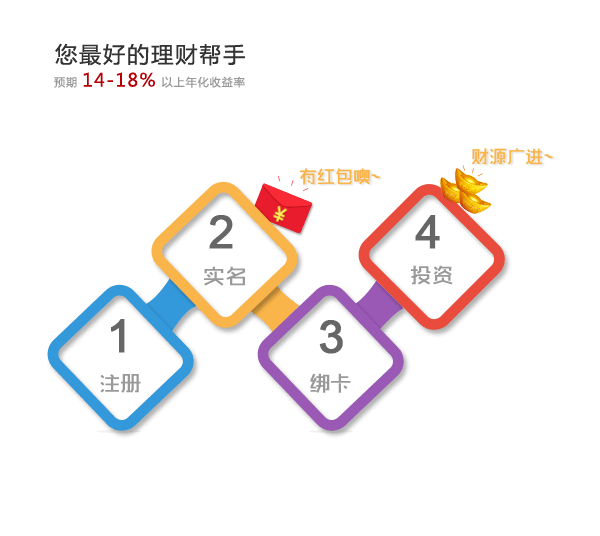 您最好的理财帮手
预期 14-18% 以上年化收益率
财源广进~
有红包噢~
¥
2
实名
4
投资
1
注册
3
绑卡